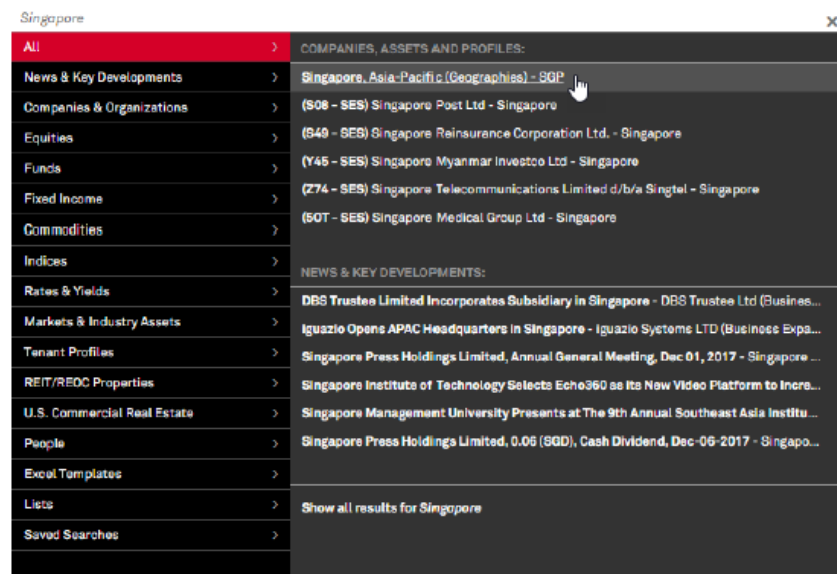 Singapore
All
News & Key Developments
Companies & Organizations
Equities
Funds
Fixed Income
Commodities
Indices
Rates & Yields
Markets & Industry Assets
Tenant Profiles
REIT/REOC Properties
U.S. Commercial Real Estate
People
Excel Templates
Lists
Saved Searches
COMPANIES, ASSETS AND PROFILES:
Singapore, Asia-Pacific (Geographies) - SGP
(S08 - SES) Singapore Post Ltd - Singapore
(S49 - SES) Singapore Reinsurance Corporation Ltd. - Singapore
(Y45 - SES) Singapore Myanmar Investco Ltd - Singapore
(Z74 - SES) Singapore Telecommunications Limited d/b/a Singtel - Singapore
(5OT - SES) Singapore Medical Group Ltd - Singapore
NEWS & KEY DEVELOPMENTS:
DBS Trustee Limited Incorporates Subsidiary in Singapore - DBS Trustee Ltd (Busines...
Iguazio Opens APAC Headquarters in Singapore - Iguazio Systems LTD (Business Expa...
Singapore Press Holdings Limited, Annual General Meeting, Dec 01, 2017 - Singapore ...
Singapore Institute of Technology Selects Echo360 as Its New Video Platform to Incre...
Singapore Management University Presents at The 9th Annual Southeast Asia Institu...
Singapore Press Holdings Limited, 0.06 (SGD), Cash Dividend, Dec-06-2017 - Singapo...
Show all results for Singapore